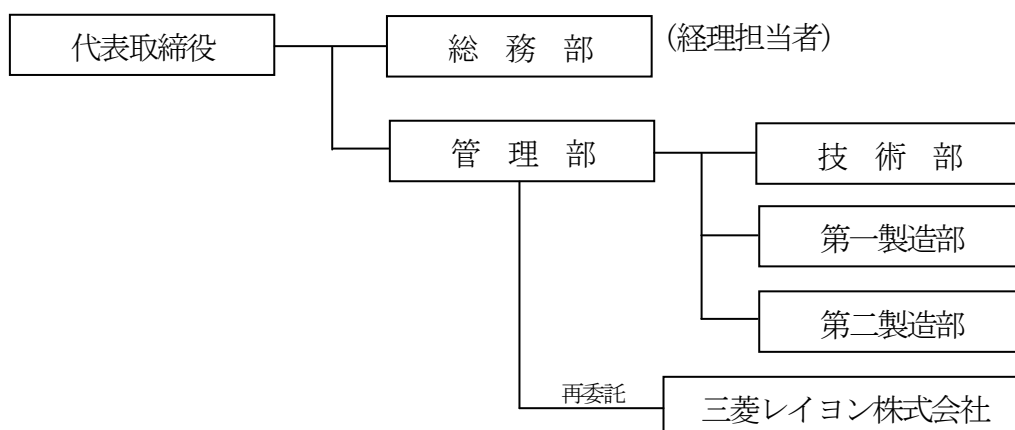 代表取締役
総 務 部
(経理担当者)
管 理 部
技 術 部
第一製造部
第二製造部
再委託
三菱レイヨン株式会社